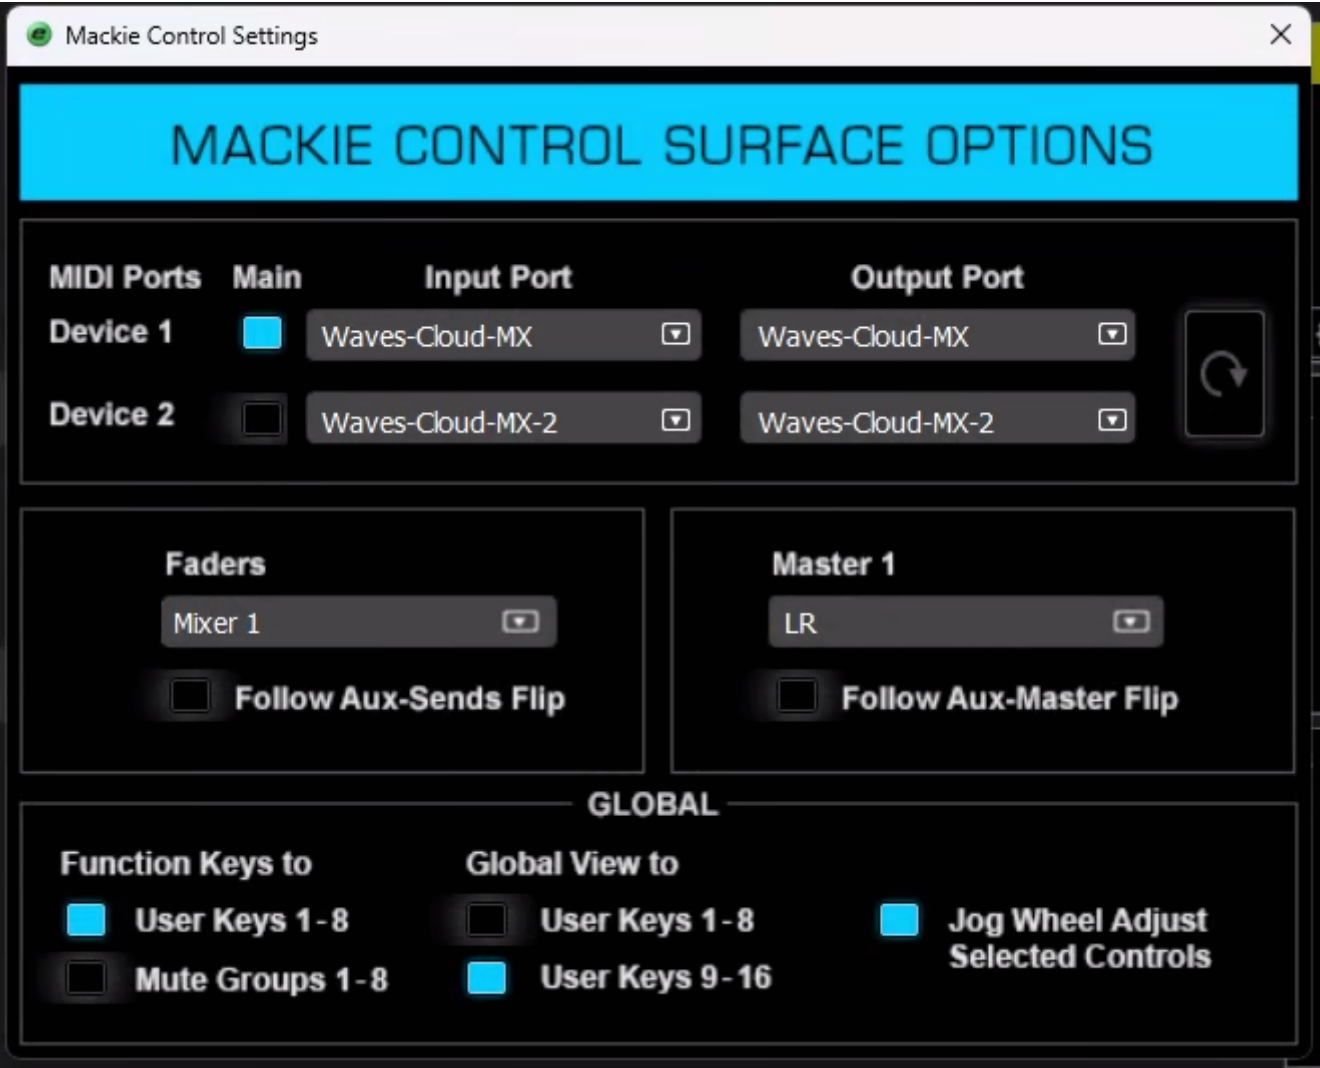 Mackie Control Settings
MACKIE CONTROL SURFACE OPTIONS
MIDI Ports Main Input Port Output Port
Device 1 Waves-Cloud-MX Waves-Cloud-MX
Device 2 Waves-Cloud-MX-2 Waves-Cloud-MX-2
Faders
Mixer 1
Follow Aux-Sends Flip
Master 1
LR
Follow Aux-Master Flip
GLOBAL
Function Keys to
User Keys 1-8
Mute Groups 1-8
Global View to
User Keys 1-8
User Keys 9-16
Jog Wheel Adjust
Selected Controls